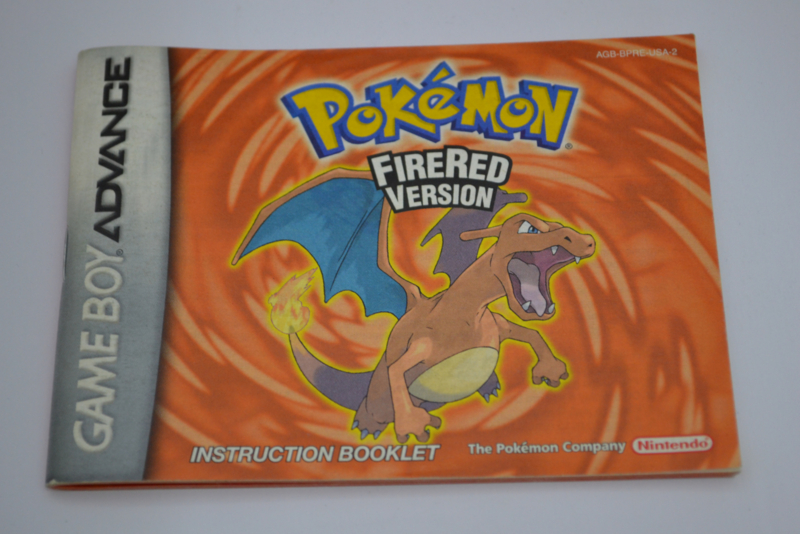 GAME BOY ADVANCE
AGB-BPRE-USA-2
POKéMON®
FIRERED
VERSION
INSTRUCTION BOOKLET
The Pokémon Company
Nintendo®